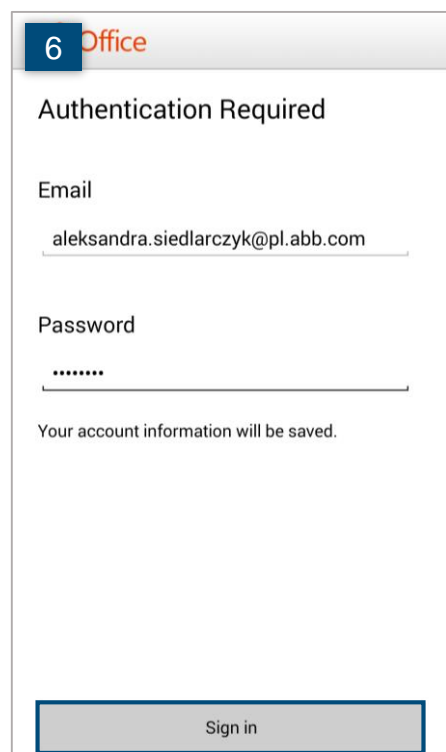 6 Office
Authentication Required
Email
aleksandra.siedlarczyk@pl.abb.com
Password
••••••••
Your account information will be saved.
Sign in